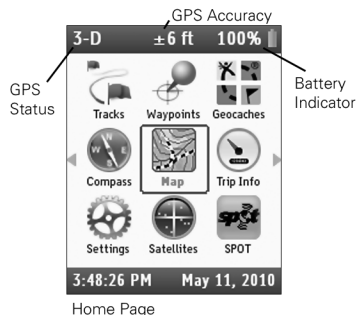 GPS Accuracy
3-D ±6 ft 100%
GPS Status
Battery Indicator
Tracks Waypoints Geocaches
W N E S
Compass Map Trip Info
Settings Satellites SPOT
spot
3:48:26 PM May 11, 2010
Home Page